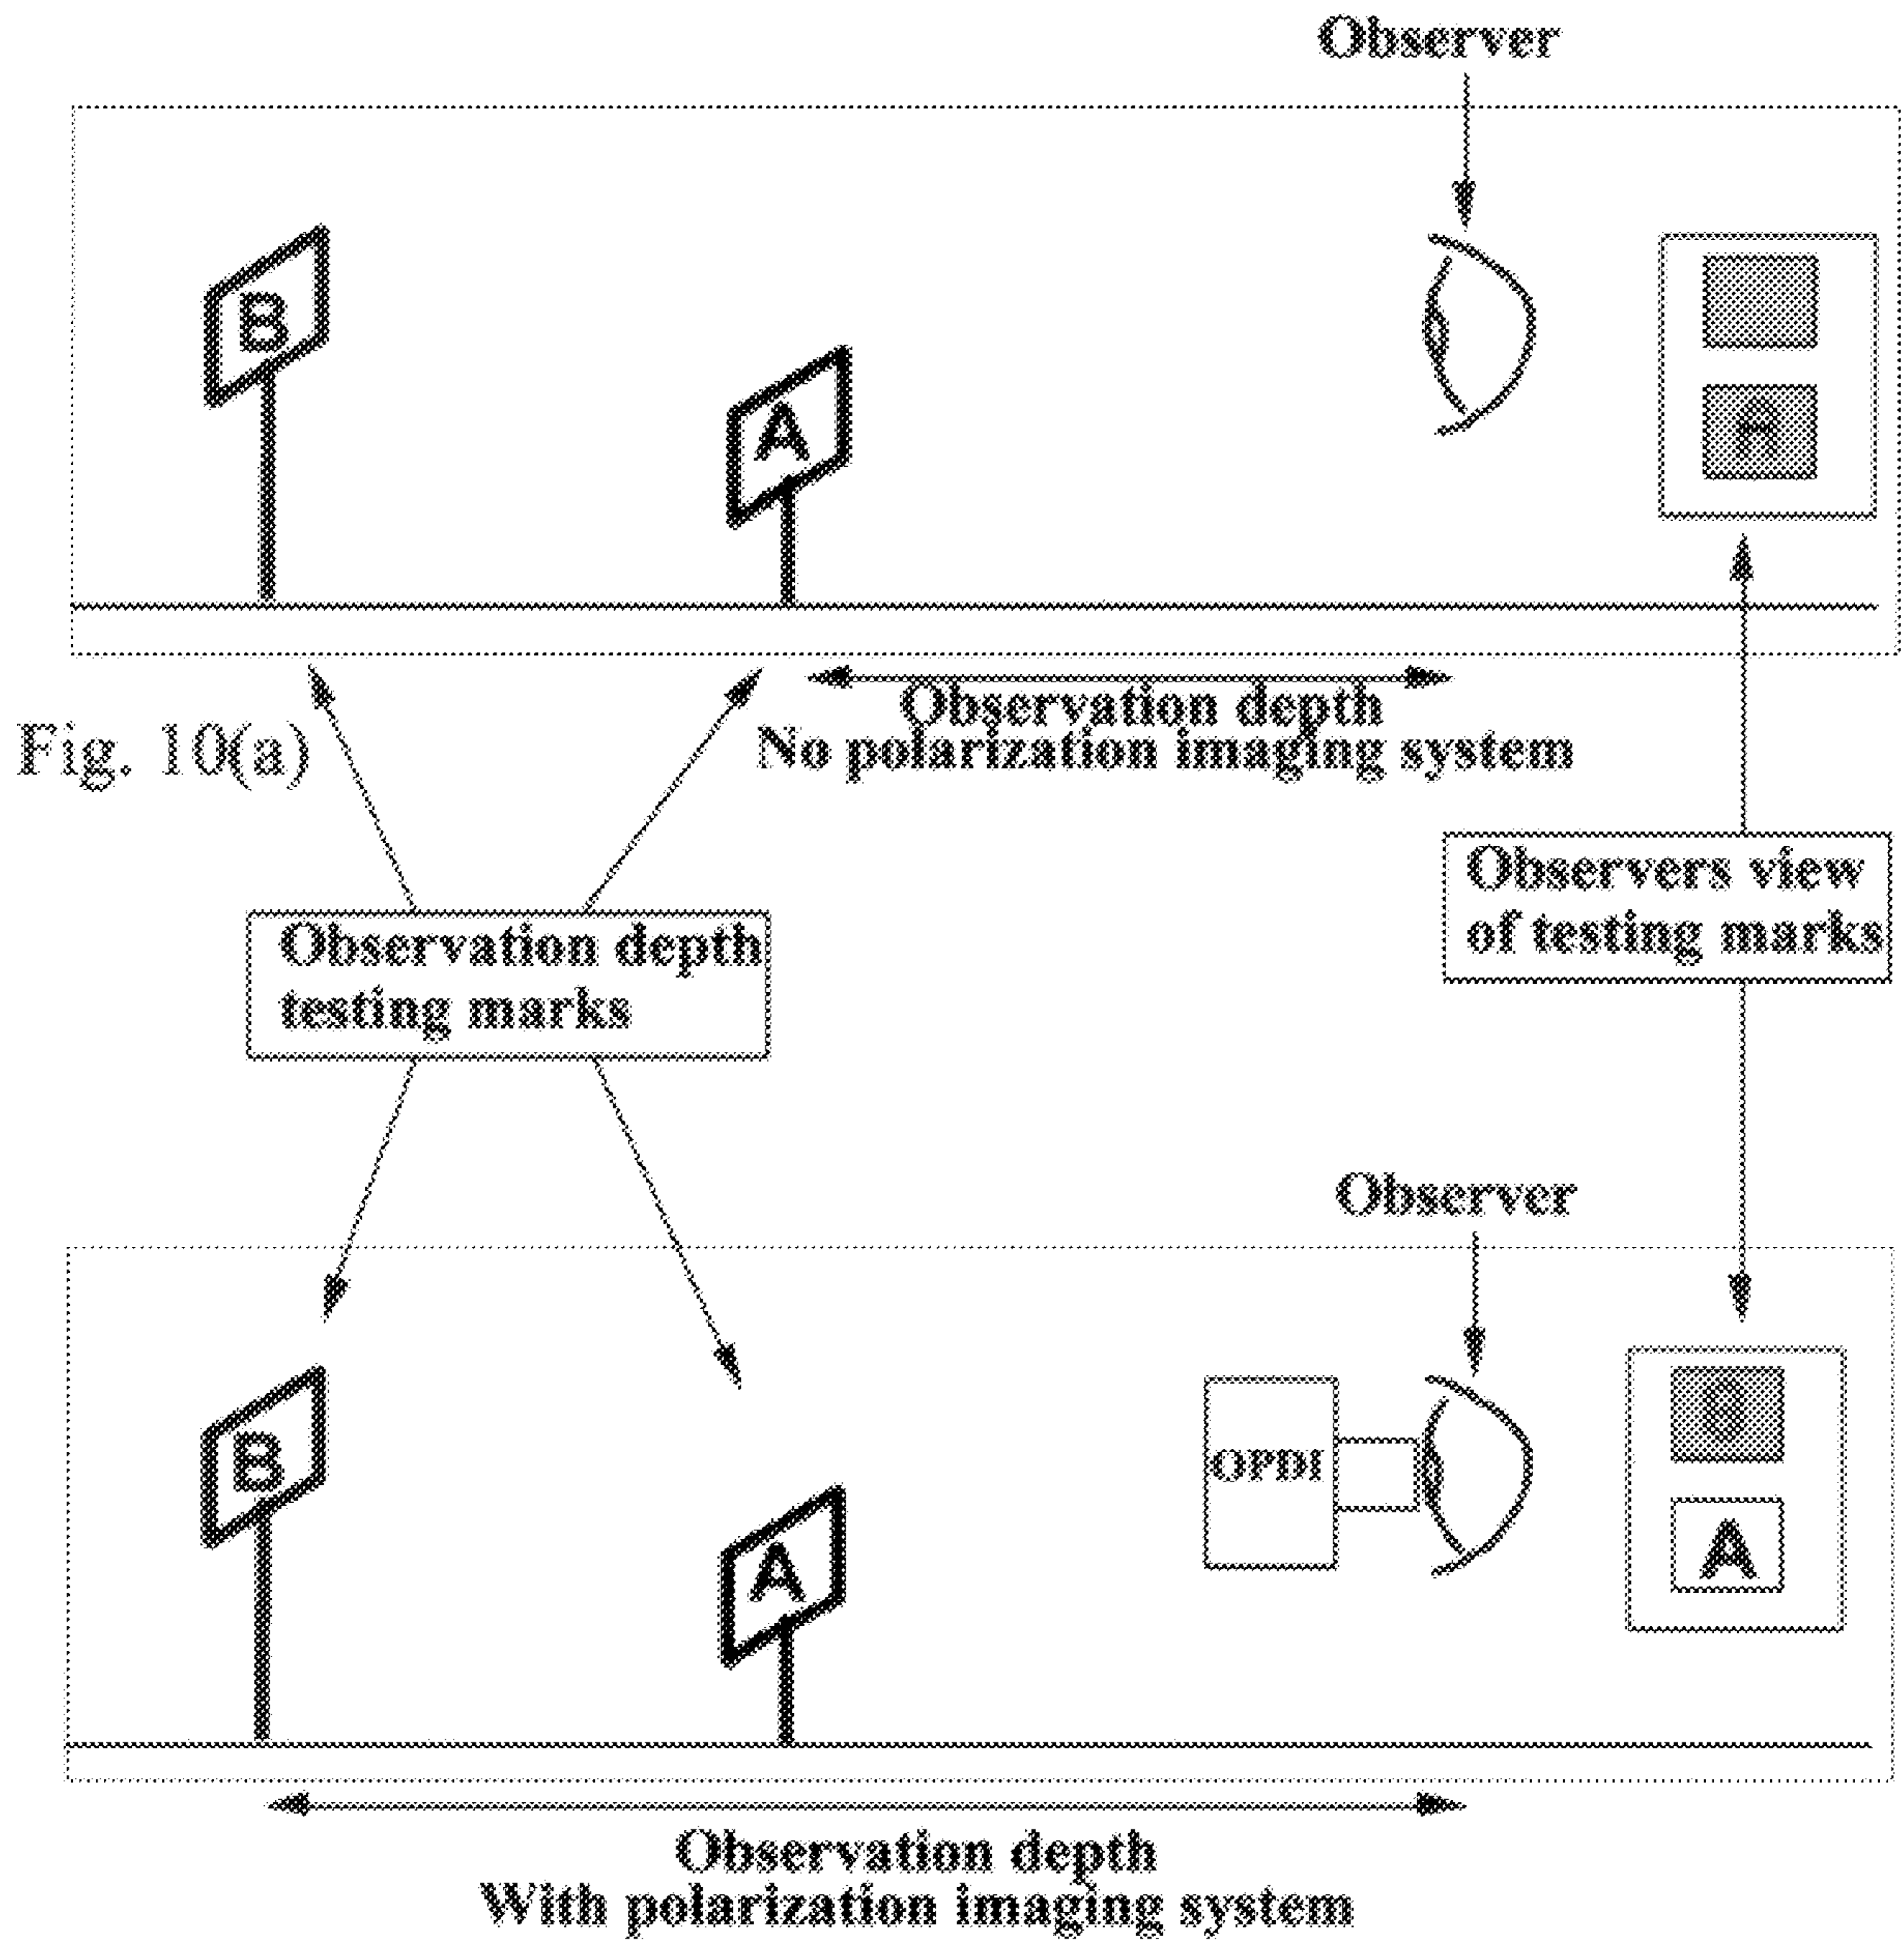 Observer
B
A
A
Observation depth
No polarization imaging system
Fig. 10(a)
Observers view
of testing marks
Observation depth
testing marks
Observer
B
A
OPDI
A
Observation depth
With polarization imaging system